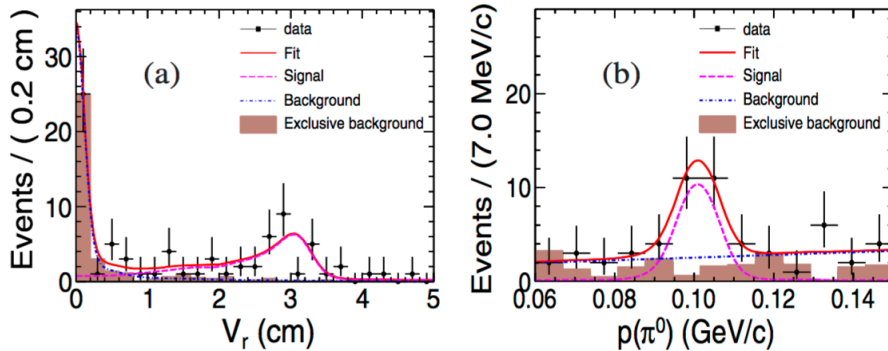 Events / ( 0.2 cm)
30
20
10
0
(a)
data
Fit
Signal
Background
Exclusive background
0 1 2 3 4 5
V_r (cm)
Events / (7.0 MeV/c)
20
10
0
(b)
data
Fit
Signal
Background
Exclusive background
0.06 0.08 0.10 0.12 0.14
p(π⁰) (GeV/c)